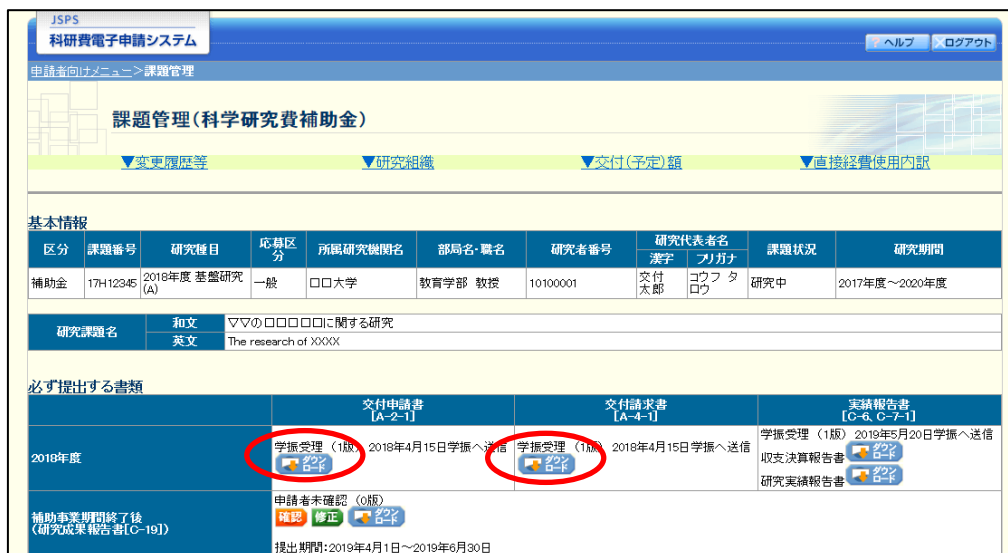 JSPS
科研費電子申請システム
ヘルプ ログアウト
申請者向けメニュー>課題管理
課題管理(科学研究費補助金)
▼変更履歴等 ▼研究組織 ▼交付(予定)額 ▼直接経費使用内訳
基本情報
区分 課題番号 研究種目 応募区分 所属研究機関名 部局名・職名 研究者番号 研究代表者名 課題状況 研究期間
漢字 フリガナ
補助金 17H12345 2018年度 基盤研究(A) 一般 □□大学 教育学部 教授 10100001 交付 太郎 コウフ タロウ 研究中 2017年度~2020年度
研究課題名 和文 ▽▽の□□□□□に関する研究
英文 The research of XXXX
必ず提出する書類
交付申請書 [A-2-1] 交付請求書 [A-4-1] 実績報告書 [C-6、C-7-1]
2018年度 学振受理 (1版) 2018年4月15日学振へ送信 学振受理 (1版) 2018年4月15日学振へ送信 学振受理 (1版) 2019年5月20日学振へ送信
ダウンロード ダウンロード 収支決算報告書 ダウンロード
研究実績報告書 ダウンロード
補助事業期間終了後 (研究成果報告書[C-19]) 申請者未確認 (0版)
確認 修正 ダウンロード
提出期間:2019年4月1日~2019年6月30日